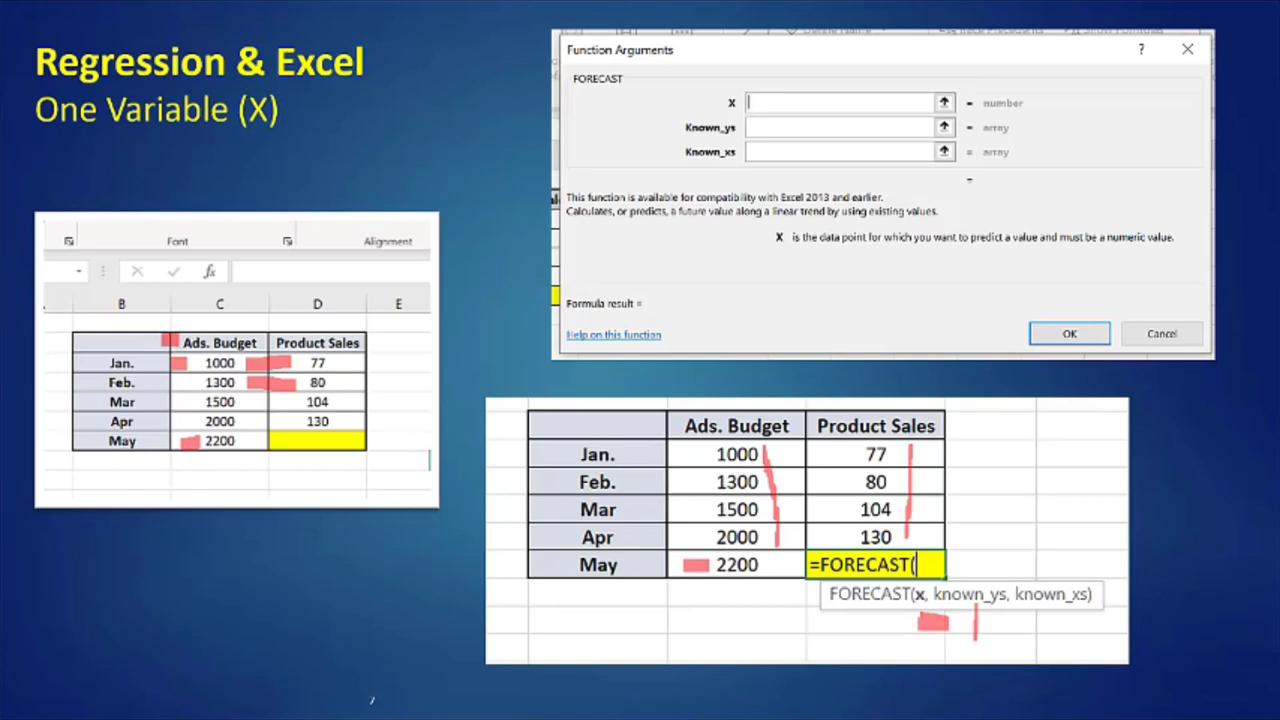 Regression & Excel
One Variable (X)
Font
Alignment
fx
B C D E
Ads. Budget Product Sales
Jan. 1000 77
Feb. 1300 80
Mar 1500 104
Apr 2000 130
May 2200
Function Arguments
? ×
FORECAST
X = number
Known_ys = array
Known_xs = array
=
This function is available for compatibility with Excel 2013 and earlier.
Calculates, or predicts, a future value along a linear trend by using existing values.
X is the data point for which you want to predict a value and must be a numeric value.
Formula result =
Help on this function
OK Cancel
Ads. Budget Product Sales
Jan. 1000 77
Feb. 1300 80
Mar 1500 104
Apr 2000 130
May 2200 =FORECAST(
FORECAST(x, known_ys, known_xs)
7